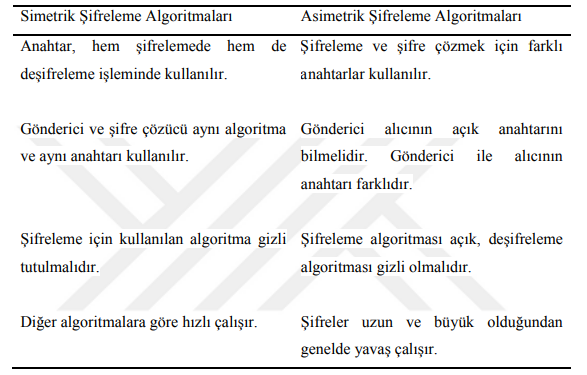 Simetrik Şifreleme Algoritmaları
Asimetrik Şifreleme Algoritmaları
Anahtar, hem şifrelemede hem de
deşifreleme işleminde kullanılır.
Şifreleme ve şifre çözmek için farklı
anahtarlar kullanılır.
Gönderici ve şifre çözücü aynı algoritma
ve aynı anahtarı kullanılır.
Gönderici alıcının açık anahtarını
bilmelidir. Gönderici ile alıcının
anahtarı farklıdır.
Şifreleme için kullanılan algoritma gizli
tutulmalıdır.
Şifreleme algoritması açık, deşifreleme
algoritması gizli olmalıdır.
Diğer algoritmalara göre hızlı çalışır.
Şifreler uzun ve büyük olduğundan
genelde yavaş çalışır.